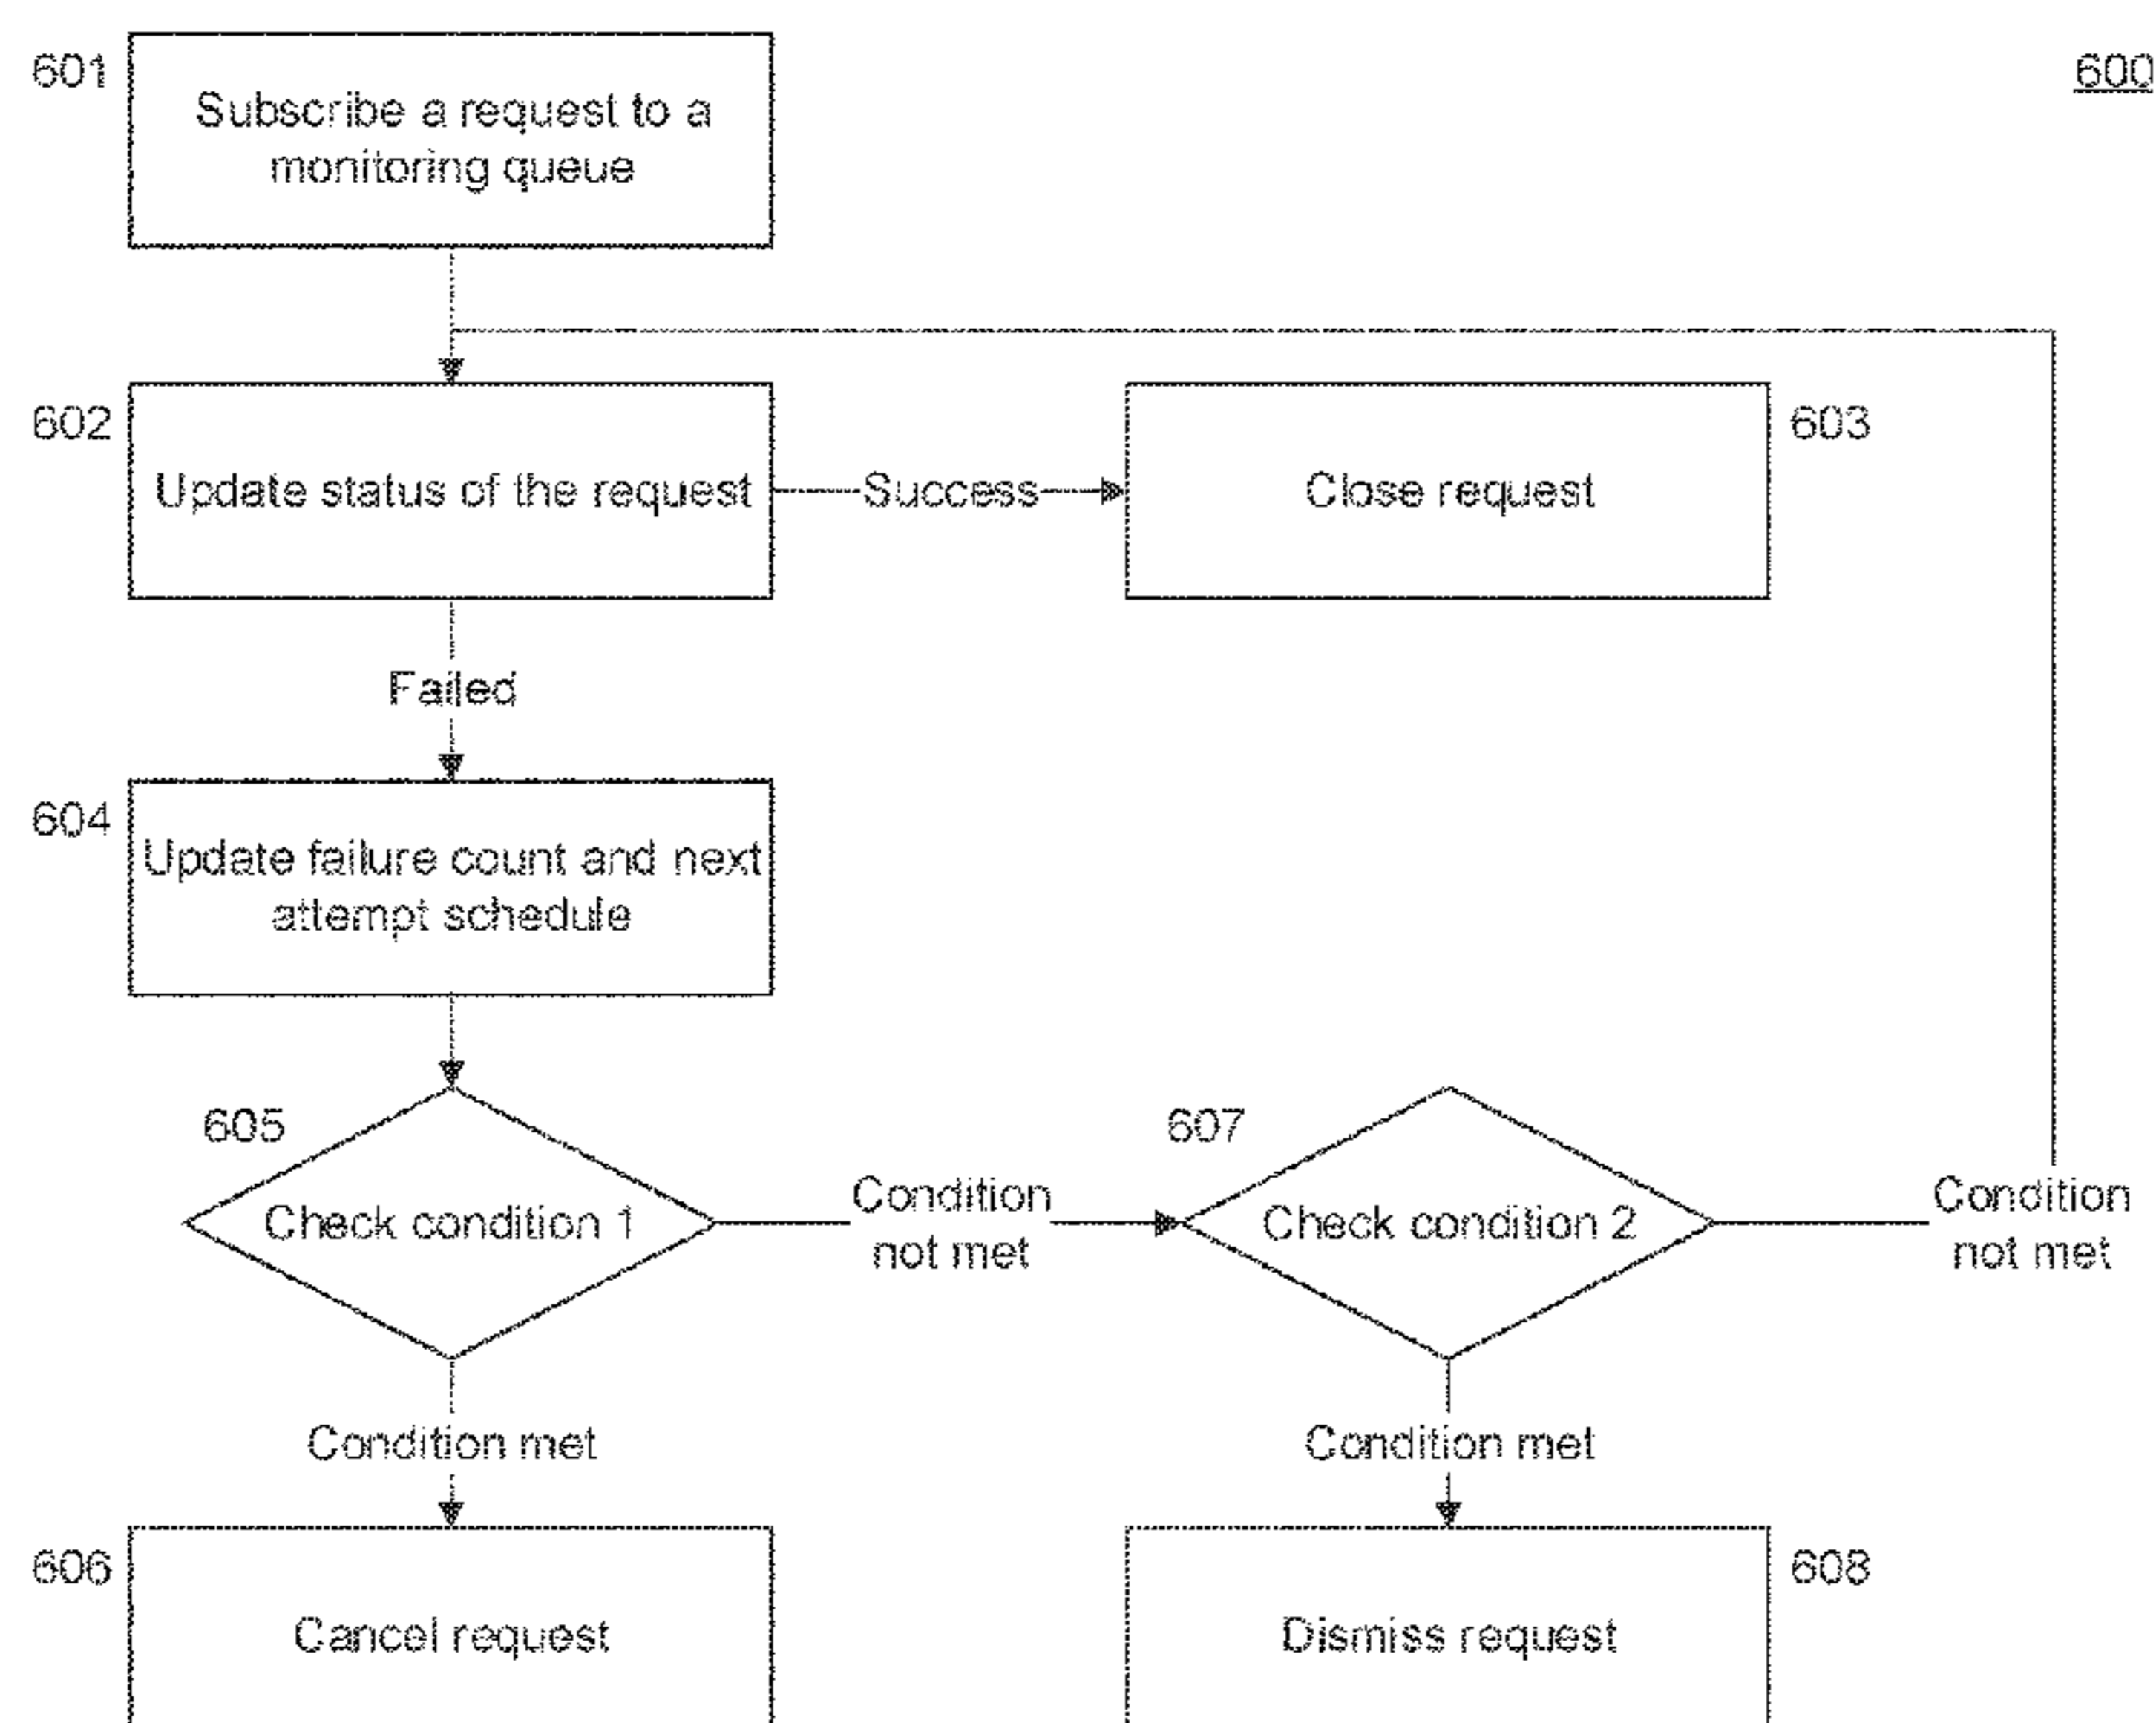 601
600
Subscribe a request to a
monitoring queue
602
603
Update status of the request
Success
Close request
Failed
604
Update failure count and next
attempt schedule
605
607
Check condition 1
Condition
not met
Check condition 2
Condition
not met
Condition met
Condition met
606
608
Cancel request
Dismiss request